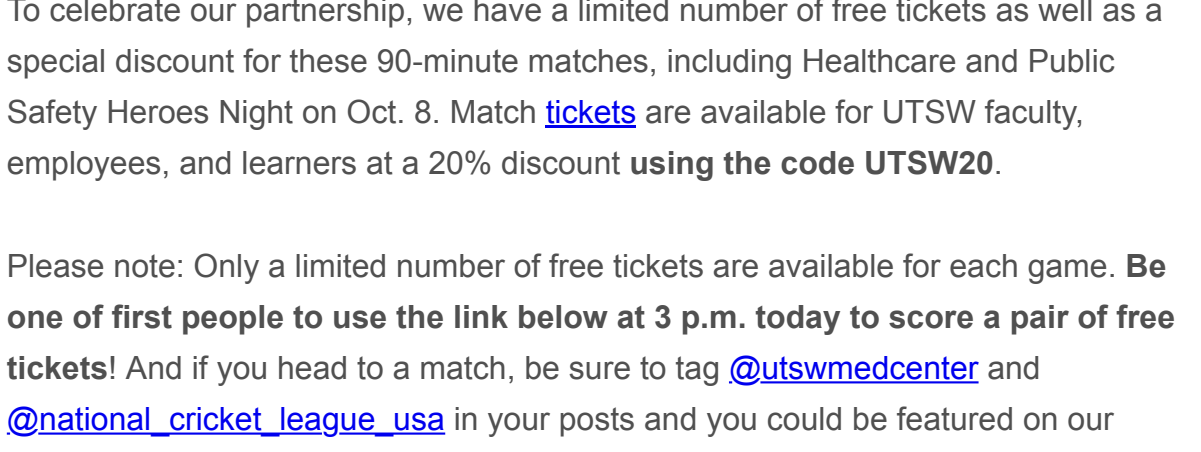 To celebrate our partnership, we have a limited number of free tickets as well as a
special discount for these 90-minute matches, including Healthcare and Public
Safety Heroes Night on Oct. 8. Match tickets are available for UTSW faculty,
employees, and learners at a 20% discount using the code UTSW20.
Please note: Only a limited number of free tickets are available for each game. Be
one of first people to use the link below at 3 p.m. today to score a pair of free
tickets! And if you head to a match, be sure to tag @utswmedcenter and
@national_cricket_league_usa in your posts and you could be featured on our